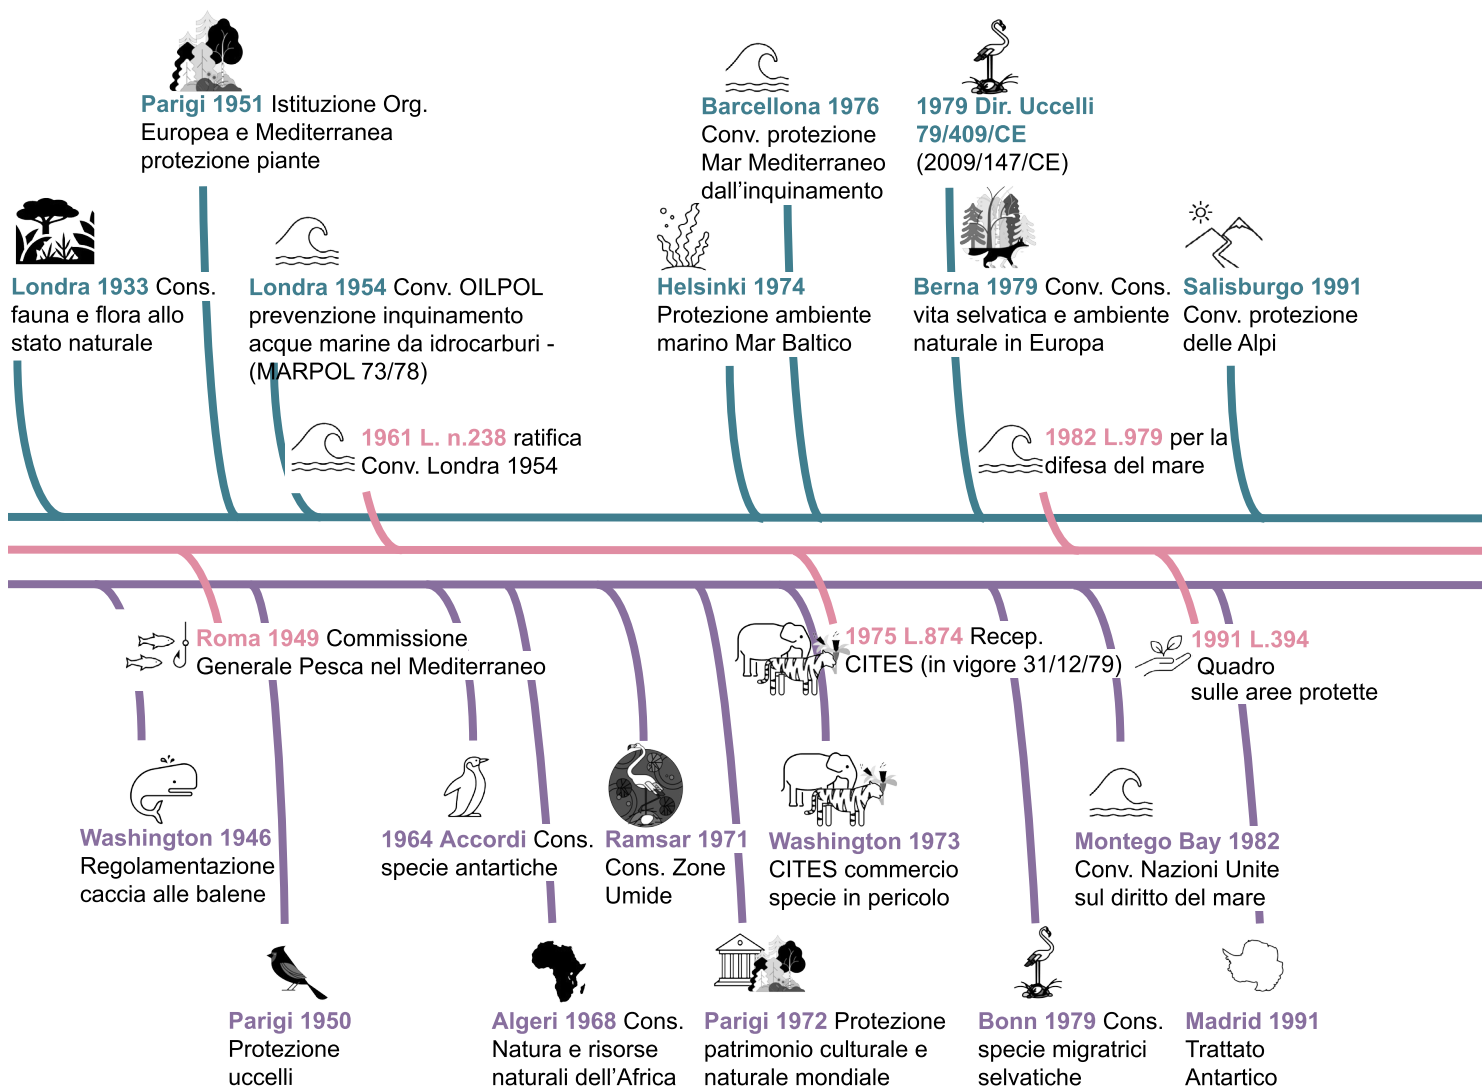 Parigi 1951 Istituzione Org.
Europea e Mediterranea
protezione piante
Barcellona 1976
Conv. protezione
Mar Mediterraneo
dall'inquinamento
1979 Dir. Uccelli
79/409/CE
(2009/147/CE)
Londra 1933 Cons.
fauna e flora allo
stato naturale
Londra 1954 Conv. OILPOL
prevenzione inquinamento
acque marine da idrocarburi -
(MARPOL 73/78)
Helsinki 1974
Protezione ambiente
marino Mar Baltico
Berna 1979 Conv. Cons.
vita selvatica e ambiente
naturale in Europa
Salisburgo 1991
Conv. protezione
delle Alpi
1961 L. n.238 ratifica
Conv. Londra 1954
1982 L.979 per la
difesa del mare
Roma 1949 Commissione
Generale Pesca nel Mediterraneo
1975 L.874 Recep.
CITES (in vigore 31/12/79)
1991 L.394
Quadro
sulle aree protette
Washington 1946
Regolamentazione
caccia alle balene
1964 Accordi Cons.
specie antartiche
Ramsar 1971
Cons. Zone
Umide
Washington 1973
CITES commercio
specie in pericolo
Montego Bay 1982
Conv. Nazioni Unite
sul diritto del mare
Parigi 1950
Protezione
uccelli
Algeri 1968 Cons.
Natura e risorse
naturali dell'Africa
Parigi 1972 Protezione
patrimonio culturale e
naturale mondiale
Bonn 1979 Cons.
specie migratrici
selvatiche
Madrid 1991
Trattato
Antartico